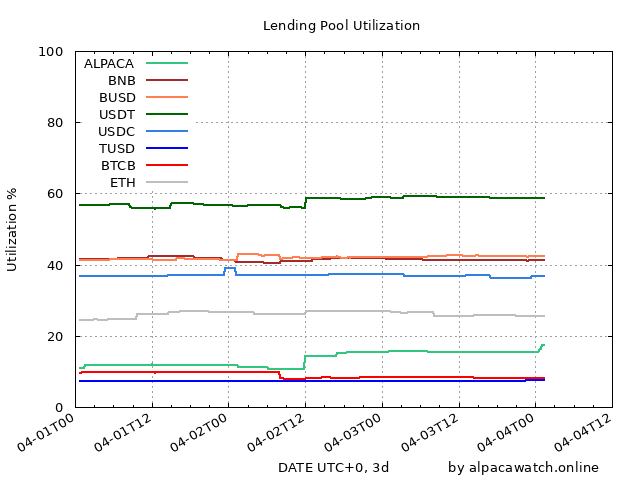 Lending Pool Utilization
100
80
60
40
20
0
Utilization %
ALPACA
BNB
BUSD
USDT
USDC
TUSD
BTCB
ETH
04-01T00
04-01T12
04-02T00
04-02T12
04-03T00
04-03T12
04-04T00
04-04T12
DATE UTC+0, 3d
by alpacawatch.online